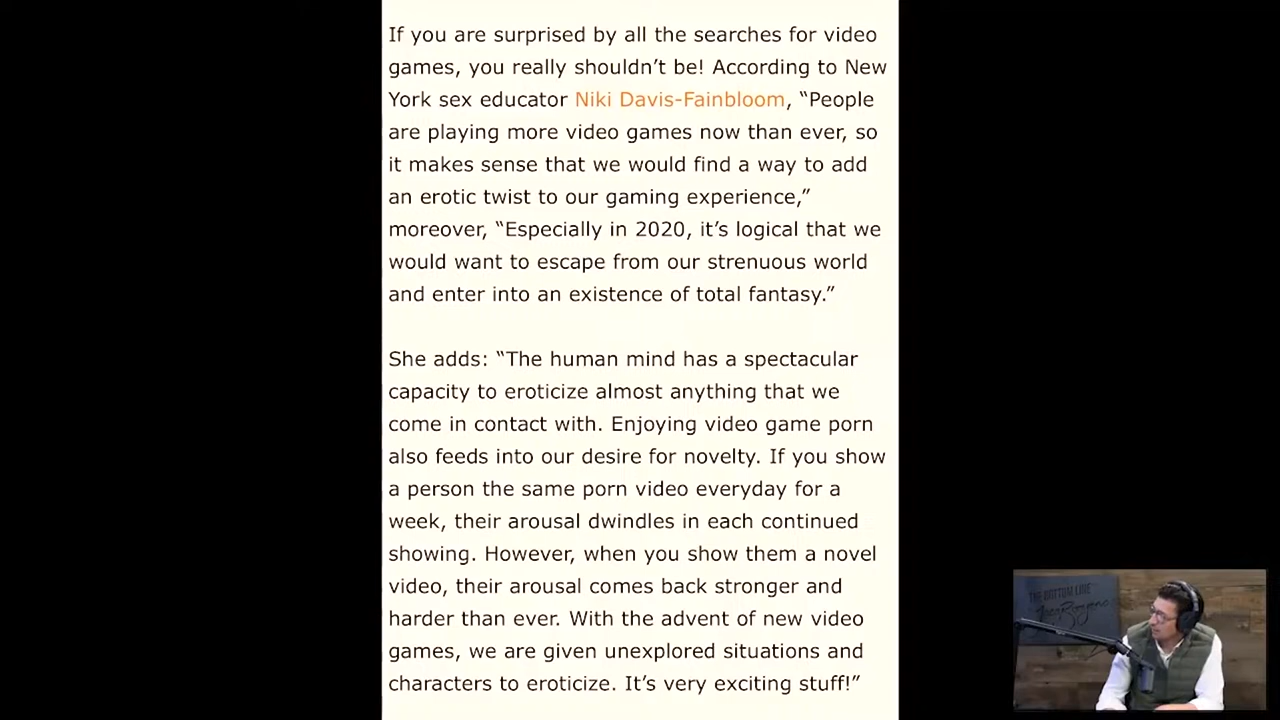 If you are surprised by all the searches for video
games, you really shouldn’t be! According to New
York sex educator Niki Davis-Fainbloom, “People
are playing more video games now than ever, so
it makes sense that we would find a way to add
an erotic twist to our gaming experience,”
moreover, “Especially in 2020, it’s logical that we
would want to escape from our strenuous world
and enter into an existence of total fantasy.”
She adds: “The human mind has a spectacular
capacity to eroticize almost anything that we
come in contact with. Enjoying video game porn
also feeds into our desire for novelty. If you show
a person the same porn video everyday for a
week, their arousal dwindles in each continued
showing. However, when you show them a novel
video, their arousal comes back stronger and
harder than ever. With the advent of new video
games, we are given unexplored situations and
characters to eroticize. It’s very exciting stuff!”
THE BOTTOM LINE